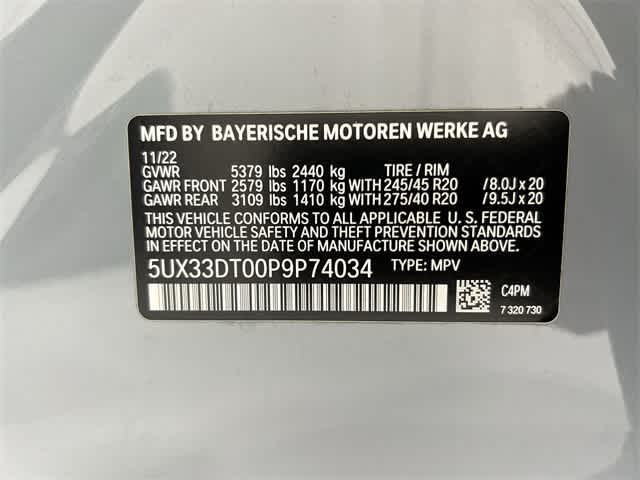 MFD BY BAYERISCHE MOTOREN WERKE AG
11/22
GVWR 5379 lbs 2440 kg TIRE / RIM
GAWR FRONT 2579 lbs 1170 kg WITH 245/45 R20 /8.0J x 20
GAWR REAR 3109 lbs 1410 kg WITH 275/40 R20 /9.5J x 20
THIS VEHICLE CONFORMS TO ALL APPLICABLE U. S. FEDERAL
MOTOR VEHICLE SAFETY, BUMPER, AND THEFT PREVENTION STANDARDS
IN EFFECT ON THE DATE OF MANUFACTURE SHOWN ABOVE.
5UX33DT00P9P74034 TYPE: MPV
C4PM
7 320 730